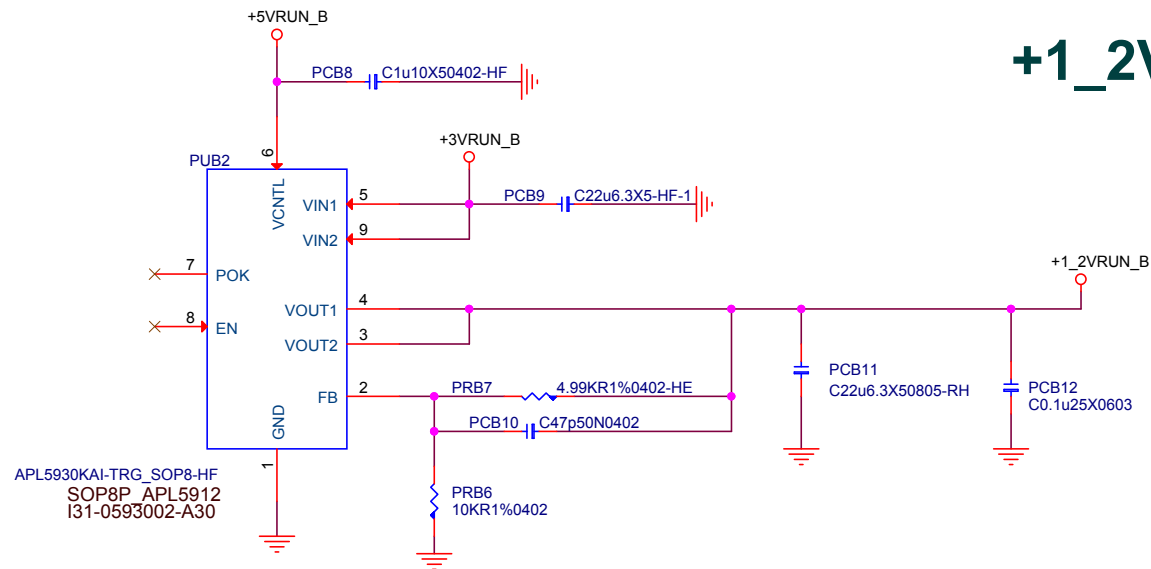 +5VRUN_B
+1_2V
PCB8
C1u10X50402-HF
+3VRUN_B
PUB2
6
VCNTL
VIN1
5
PCB9
C22u6.3X5-HF-1
VIN2
9
7
POK
+1_2VRUN_B
8
EN
VOUT1
4
VOUT2
3
FB
2
PRB7
4.99KR1%0402-HE
PCB10
C47p50N0402
PCB11
C22u6.3X50805-RH
PCB12
C0.1u25X0603
GND
1
APL5930KAI-TRG_SOP8-HF
SOP8P_APL5912
I31-0593002-A30
PRB6
10KR1%0402